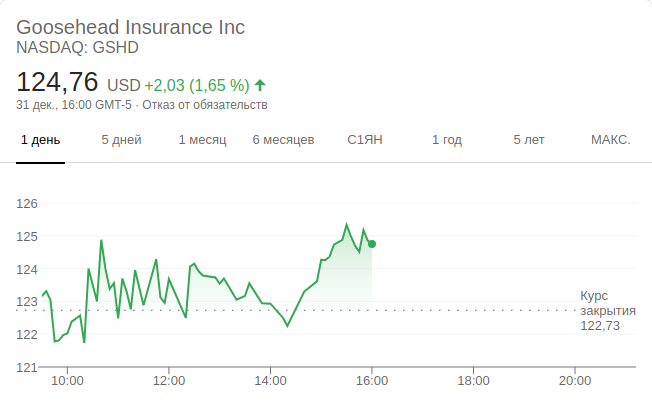 Goosehead Insurance Inc
NASDAQ: GSHD
124,76 USD +2,03 (1,65 %)
31 дек., 16:00 GMT-5 · Отказ от обязательств
1 день 5 дней 1 месяц 6 месяцев С1ЯН 1 год 5 лет МАКС.
126
125
124
123
122
121
Курс
закрытия
122,73
10:00 12:00 14:00 16:00 18:00 20:00